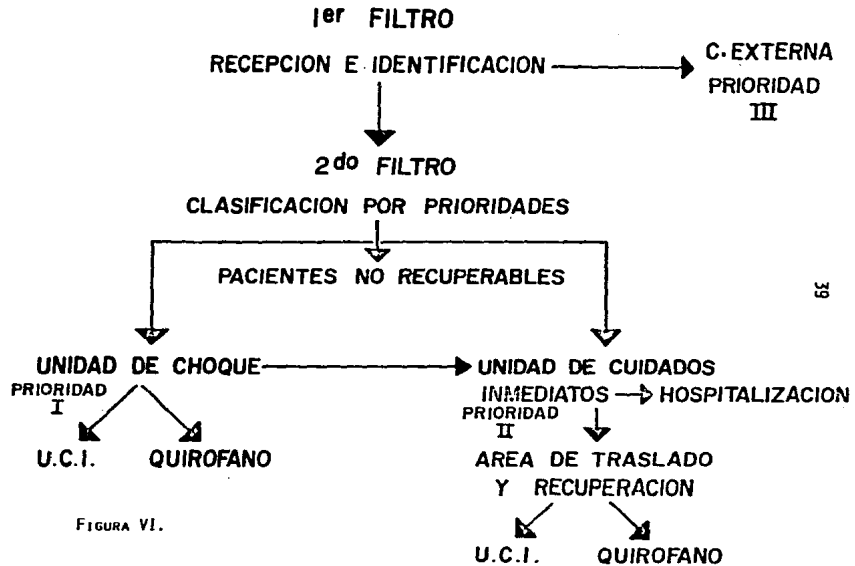 1er FILTRO
RECEPCION E IDENTIFICACION
C. EXTERNA
PRIORIDAD
III
2do FILTRO
CLASIFICACION POR PRIORIDADES
PACIENTES NO RECUPERABLES
39
UNIDAD DE CHOQUE
PRIORIDAD
I
U.C.I. QUIROFANO
UNIDAD DE CUIDADOS
INMEDIATOS HOSPITALIZACION
PRIORIDAD
II
AREA DE TRASLADO
Y RECUPERACION
U.C.I. QUIROFANO
FIGURA VI.